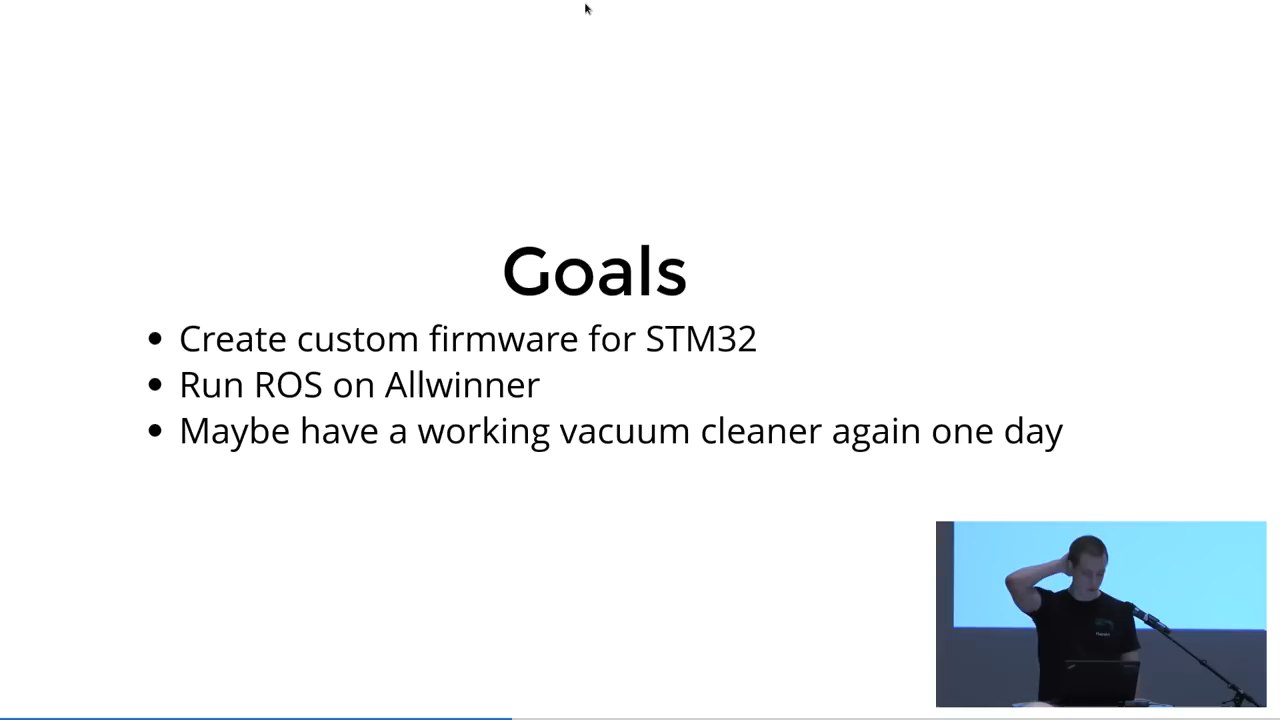 Goals
• Create custom firmware for STM32
• Run ROS on Allwinner
• Maybe have a working vacuum cleaner again one day